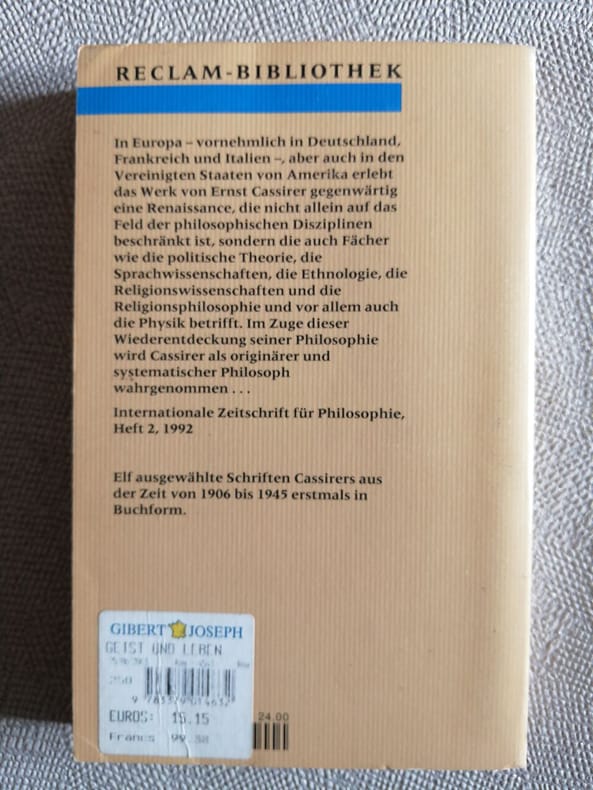 RECLAM-BIBLIOTHEK
In Europa – vornehmlich in Deutschland,
Frankreich und Italien –, aber auch in den
Vereinigten Staaten von Amerika erlebt
das Werk von Ernst Cassirer gegenwärtig
eine Renaissance, die nicht allein auf das
Feld der philosophischen Disziplinen
beschränkt ist, sondern die auch Fächer
wie die politische Theorie, die
Sprachwissenschaften, die Ethnologie, die
Religionswissenschaften und die
Religionsphilosophie und vor allem auch
die Physik betrifft. Im Zuge dieser
Wiederentdeckung seiner Philosophie
wird Cassirer als originärer und
systematischer Philosoph
wahrgenommen . . .
Internationale Zeitschrift für Philosophie,
Heft 2, 1992
Elf ausgewählte Schriften Cassirers aus
der Zeit von 1906 bis 1945 erstmals in
Buchform.
GIBERT JOSEPH
GEIST UND LEBEN
250
EUROS: 15.15
Francs 99.38
24.00